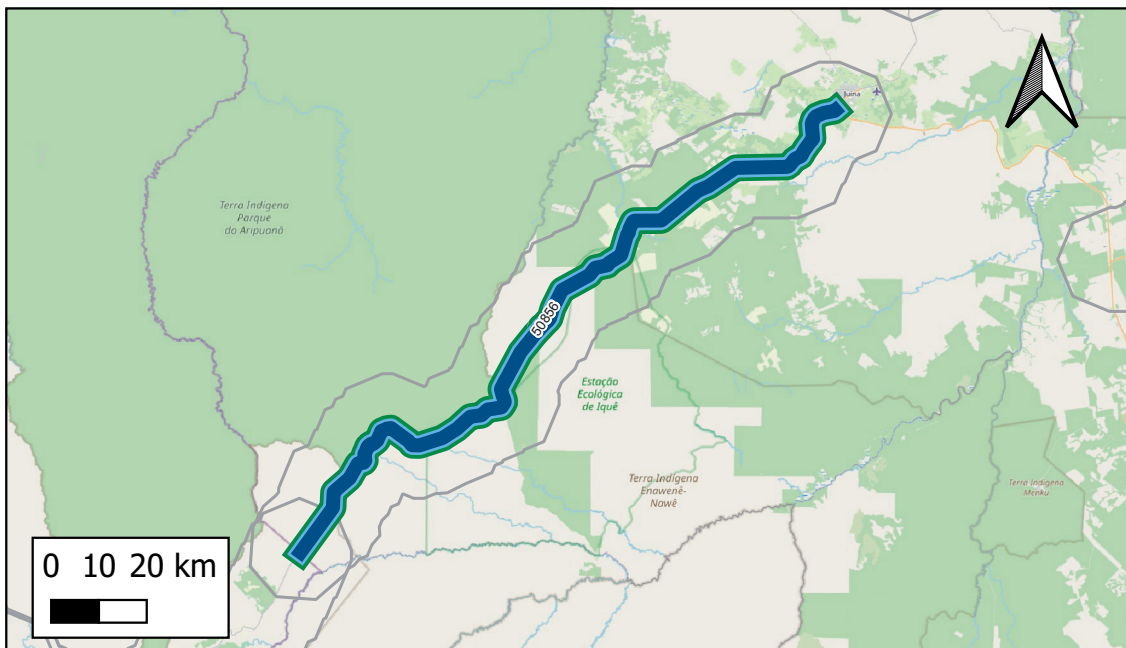 Juína
Terra Indígena
Parque
do Aripuanã
50856
Estação
Ecológica
de Iquê
Terra Indígena
Enawenê-
Nawê
Terra Indígena
Menkú
0 10 20 km